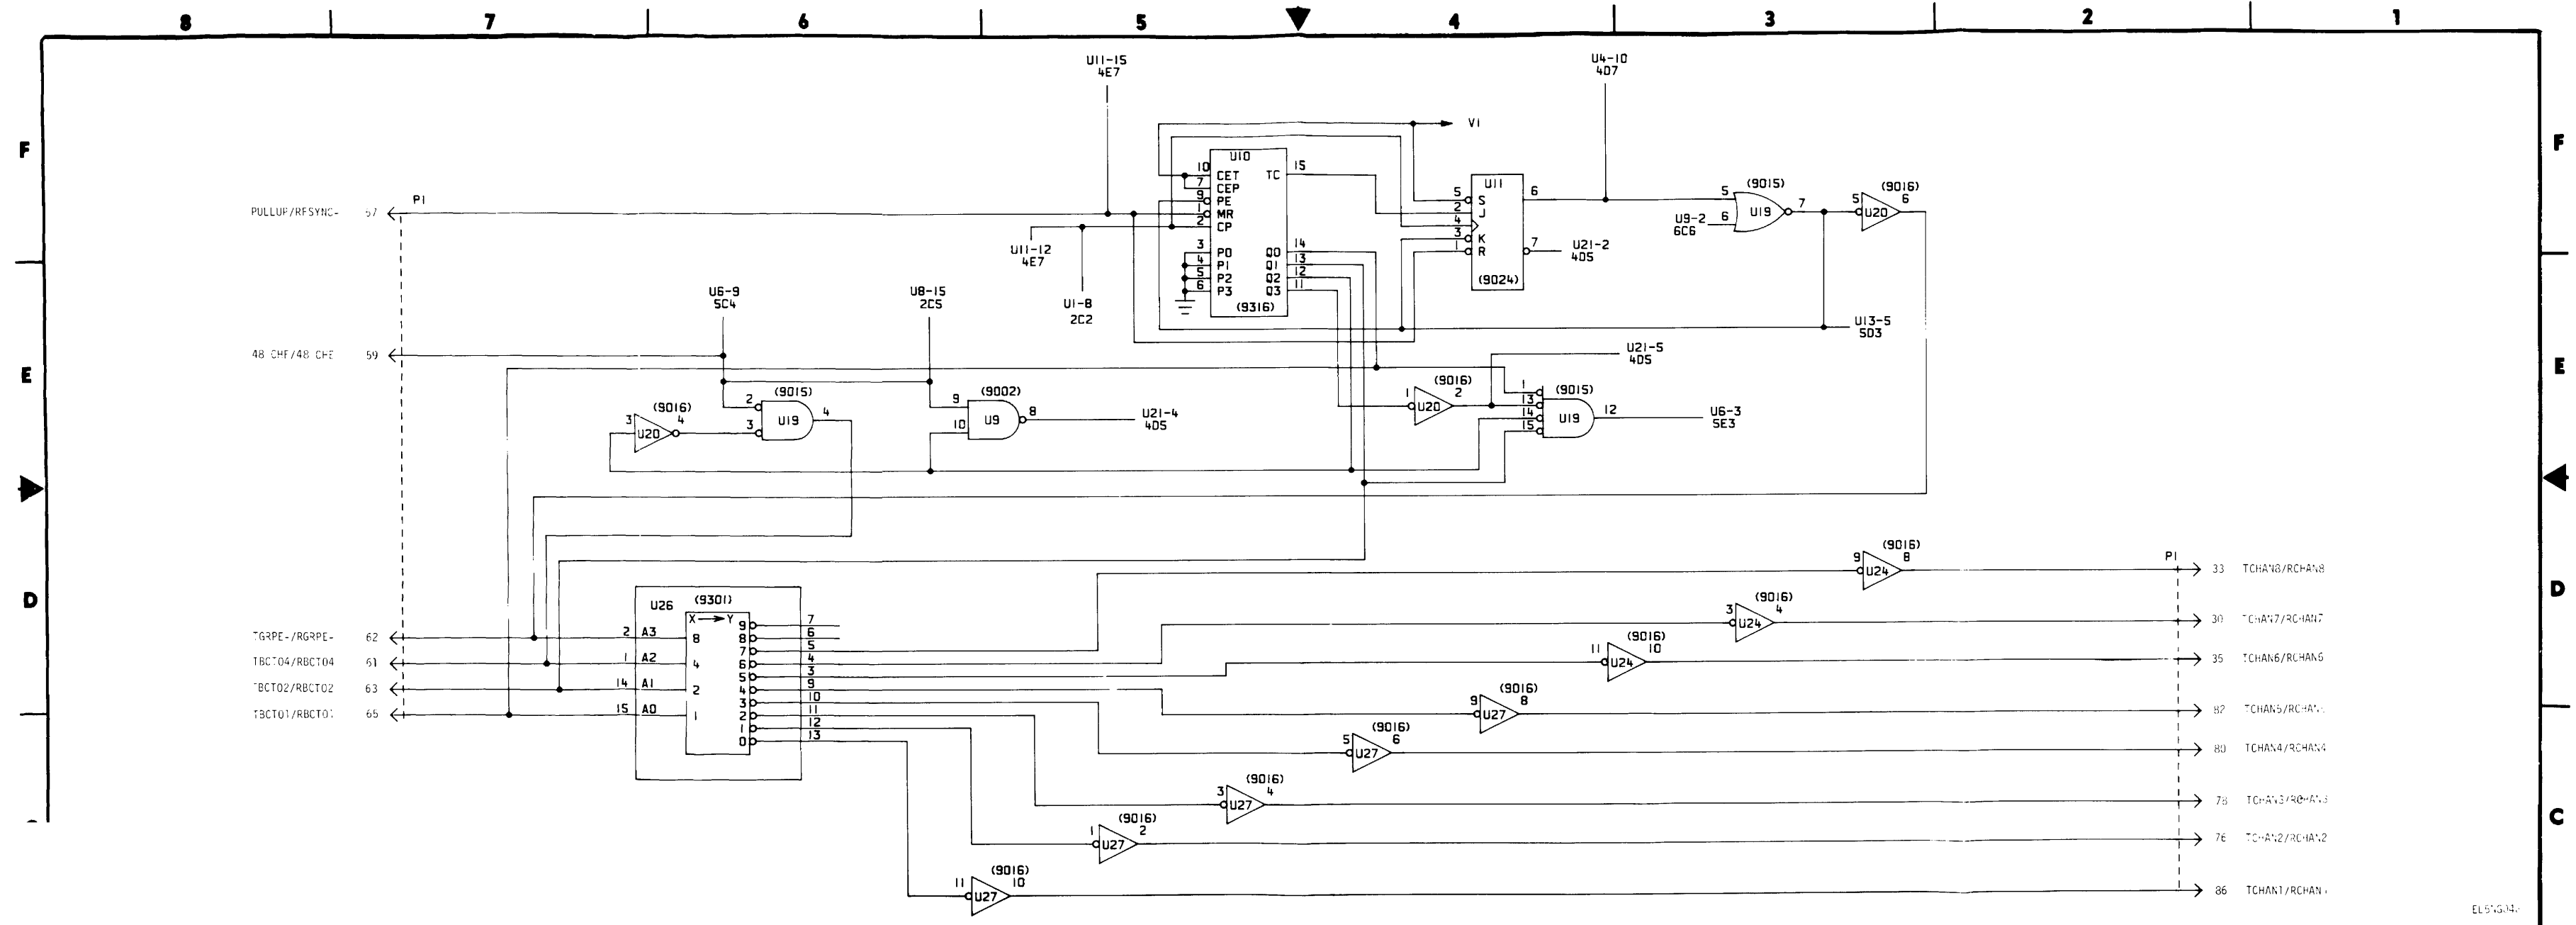 8 7 6 5 4 3 2 1
U11-15
4E7
U4-10
4D7
F
F
V1
U10
10 CET TC 15
7 CEP
9 PE
1 MR
2 CP
3 P0 Q0 14
4 P1 Q1 13
5 P2 Q2 12
6 P3 Q3 11
(9316)
U11
5 S 6
2 J
4
3 K
1 R 7
(9024)
U21-2
4D5
(9015)
5 U19 7
U9-2 6
6C6
(9016)
5 U20 6
P1
PULLUP/RFSYNC- 57
U11-12
4E7
U1-8
2C2
U6-9
5C4
U8-15
2C5
U13-5
5D3
U21-5
4D5
48 CHF/48 CHE 59
E
E
(9016)
3 U20 4
(9015)
2 U19 4
3
(9002)
9 U9 8
10
U21-4
4D5
(9016)
1 U20 2
(9015)
1
13
14 U19 12
15
U6-3
5E3
D
D
U26 (9301)
X → Y
9 7
8 6
7 5
6 4
5 3
4 9
3 10
2 11
1 12
0 13
TGRPE-/RGRPE- 62 2 A3 8
TBCT04/RBCT04 61 1 A2 4
TBCT02/RBCT02 63 14 A1 2
TBCT01/RBCT01 65 15 A0 1
P1
(9016)
9 U24 8
33 TCHAN8/RCHAN8
(9016)
3 U24 4
30 TCHAN7/RCHAN7
(9016)
11 U24 10
35 TCHAN6/RCHAN6
(9016)
9 U27 8
82
(9016)
5 U27 6
80 TCHAN4/RCHAN4
(9016)
3 U27 4
78 TCHAN3/RCHAN3
C
(9016)
1 U27 2
76 TCHAN2/RCHAN2
(9016)
11 U27 10
86